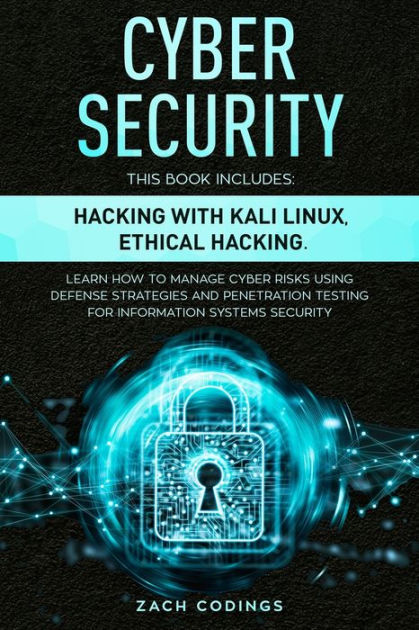 CYBER
SECURITY
THIS BOOK INCLUDES:
HACKING WITH KALI LINUX,
ETHICAL HACKING.
LEARN HOW TO MANAGE CYBER RISKS USING
DEFENSE STRATEGIES AND PENETRATION TESTING
FOR INFORMATION SYSTEMS SECURITY
ZACH CODINGS